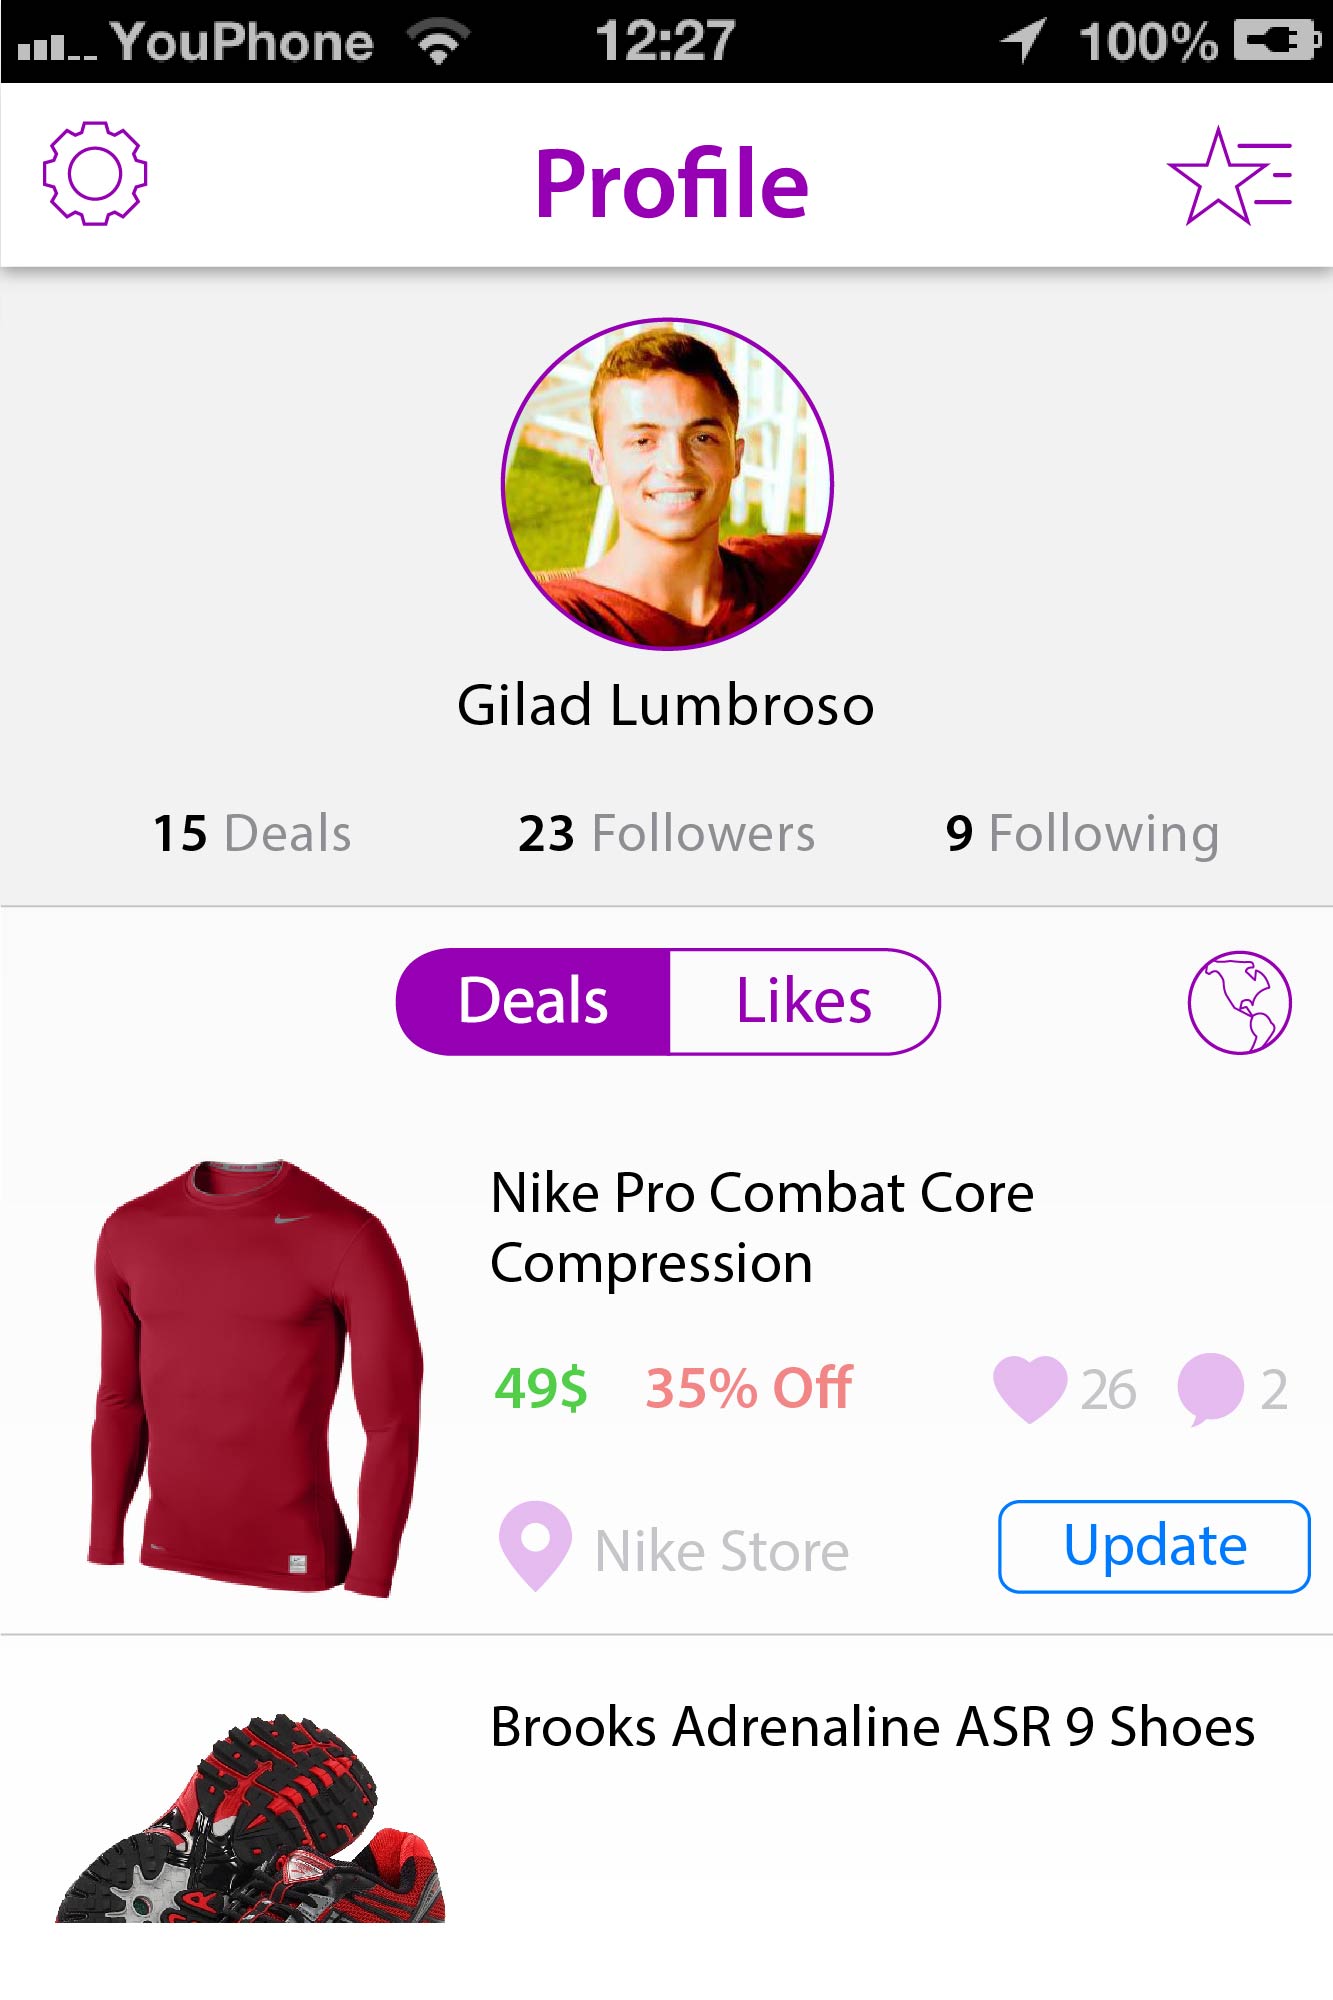 YouPhone 12:27 100%
Profile
Gilad Lumbroso
15 Deals 23 Followers 9 Following
Deals Likes
Nike Pro Combat Core
Compression
49$ 35% Off 26 2
Nike Store Update
Brooks Adrenaline ASR 9 Shoes